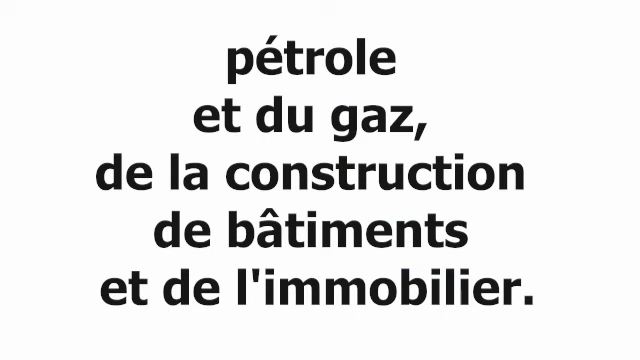 pétrole
et du gaz,
de la construction
de bâtiments
et de l'immobilier.